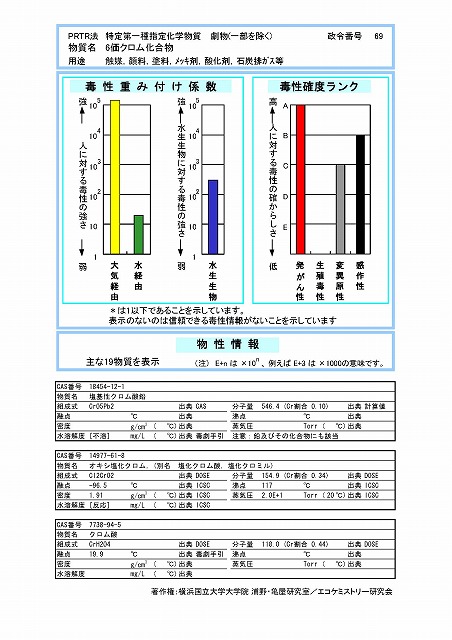 PRTR法 特定第一種指定化学物質 劇物(一部を除く) 政令番号 69
物質名 6価クロム化合物
用途 触媒, 顔料, 塗料, メッキ剤, 酸化剤, 石炭排ガス等
毒性重み付け係数
強 10^5 10^4 10^3 10^2 10 1 弱
人に対する毒性の強さ
大気経由
水経由
強 10^5 10^4 10^3 10^2 10 1 弱
水生生物に対する毒性の強さ
水生生物
毒性確度ランク
高 A B C D E 低
人に対する毒性の確からしさ
発がん性
生殖毒性
変異原性
感作性
*は1以下であることを示しています。
表示のないのは信頼できる毒性情報がないことを示しています
物性情報
主な19物質を表示 (注) E+n は ×10^n 、例えば E+3 は ×1000の意味です。
CAS番号 18454-12-1
物質名 塩基性クロム酸鉛
組成式 CrO5Pb2 出典 CAS 分子量 546.4 (Cr割合 0.10) 出典 計算値
融点 ℃ 出典 沸点 ℃ 出典
密度 g/cm3 ( ℃) 出典 蒸気圧 Torr ( ℃) 出典
水溶解度 [不溶] mg/L ( ℃) 出典 毒劇手引 注意：鉛及びその化合物にも該当
CAS番号 14977-61-8
物質名 オキシ塩化クロム. (別名 塩化クロム酸, 塩化クロミル)
組成式 Cl2CrO2 出典 DOSE 分子量 154.9 (Cr割合 0.34) 出典 DOSE
融点 -96.5 ℃ 出典 ICSC 沸点 117 ℃ 出典 ICSC
密度 1.91 g/cm3 ( ℃) 出典 ICSC 蒸気圧 2.0E+1 Torr ( 20 ℃) 出典 ICSC
水溶解度 [反応] mg/L ( ℃) 出典 ICSC
CAS番号 7738-94-5
物質名 クロム酸
組成式 CrH2O4 出典 DOSE 分子量 118.0 (Cr割合 0.44) 出典 DOSE
融点 19.9 ℃ 出典 毒劇手引 沸点 ℃ 出典
密度 g/cm3 ( ℃) 出典 蒸気圧 Torr ( ℃) 出典
水溶解度 mg/L ( ℃) 出典
著作権：横浜国立大学大学院 浦野・亀屋研究室／エコケミストリー研究会